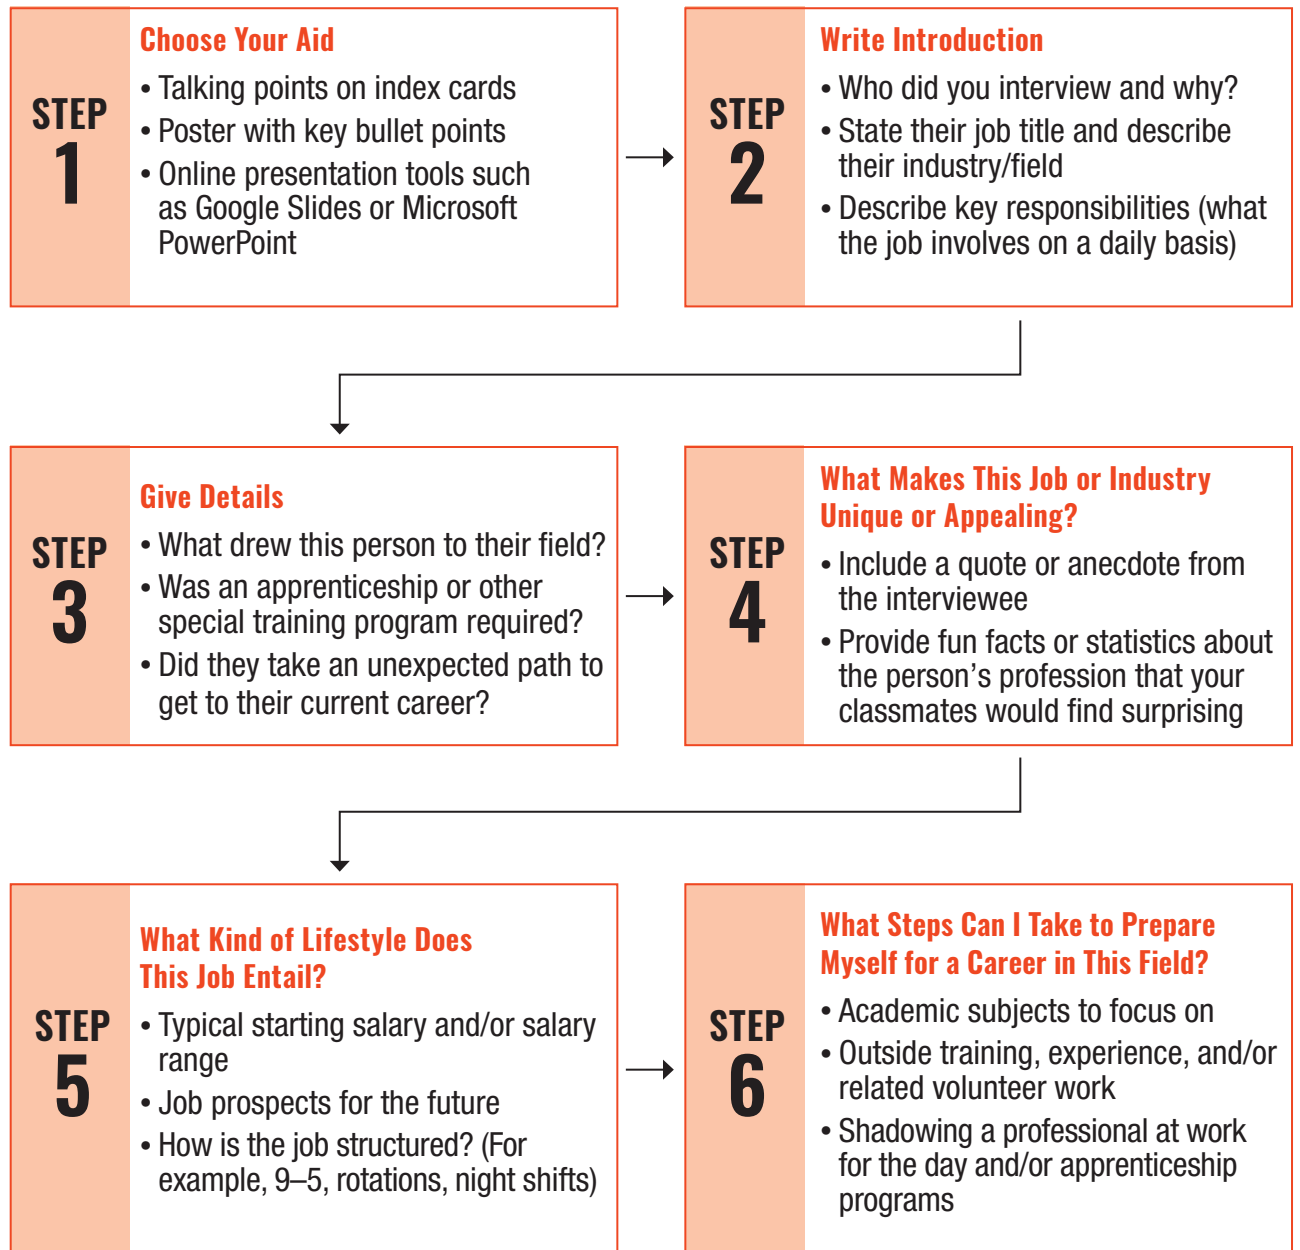 STEP
1
Choose Your Aid
• Talking points on index cards
• Poster with key bullet points
• Online presentation tools such
as Google Slides or Microsoft
PowerPoint
STEP
2
Write Introduction
• Who did you interview and why?
• State their job title and describe
their industry/field
• Describe key responsibilities (what
the job involves on a daily basis)
STEP
3
Give Details
• What drew this person to their field?
• Was an apprenticeship or other
special training program required?
• Did they take an unexpected path to
get to their current career?
STEP
4
What Makes This Job or Industry
Unique or Appealing?
• Include a quote or anecdote from
the interviewee
• Provide fun facts or statistics about
the person’s profession that your
classmates would find surprising
STEP
5
What Kind of Lifestyle Does
This Job Entail?
• Typical starting salary and/or salary
range
• Job prospects for the future
• How is the job structured? (For
example, 9–5, rotations, night shifts)
STEP
6
What Steps Can I Take to Prepare
Myself for a Career in This Field?
• Academic subjects to focus on
• Outside training, experience, and/or
related volunteer work
• Shadowing a professional at work
for the day and/or apprenticeship
programs